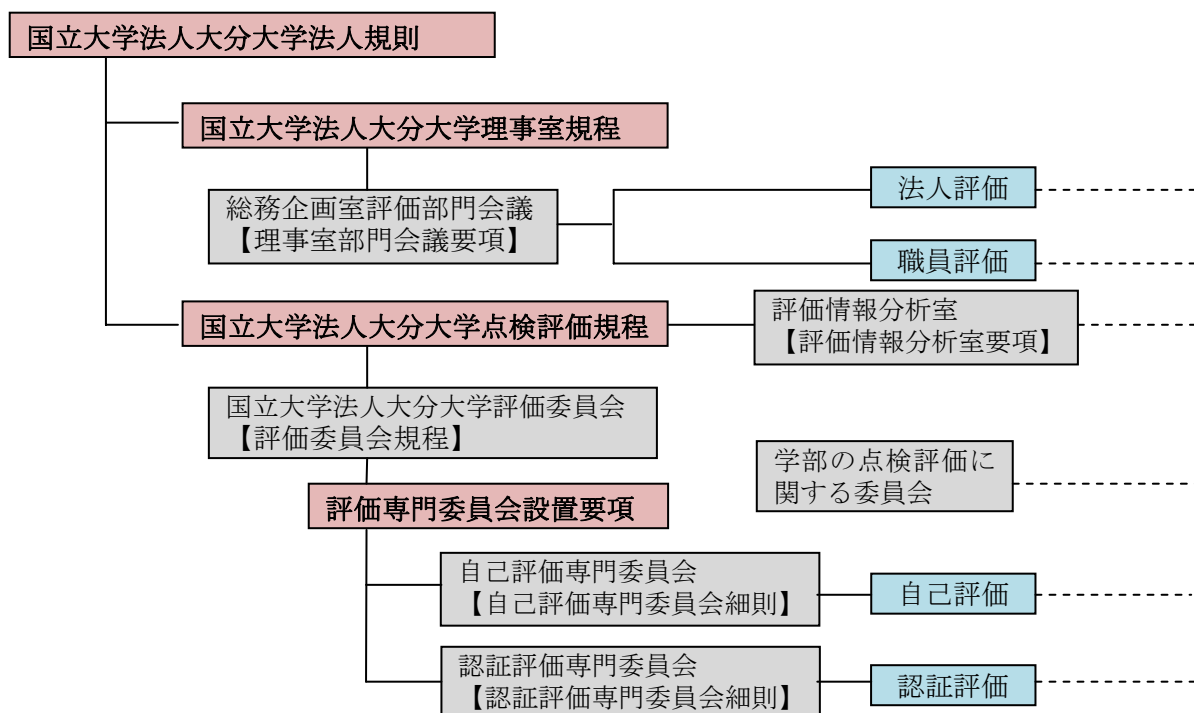 国立大学法人大分大学法人規則
国立大学法人大分大学理事室規程
総務企画室評価部門会議
【理事室部門会議要項】
法人評価
職員評価
国立大学法人大分大学点検評価規程
評価情報分析室
【評価情報分析室要項】
国立大学法人大分大学評価委員会
【評価委員会規程】
学部の点検評価に
関する委員会
評価専門委員会設置要項
自己評価専門委員会
【自己評価専門委員会細則】
自己評価
認証評価専門委員会
【認証評価専門委員会細則】
認証評価